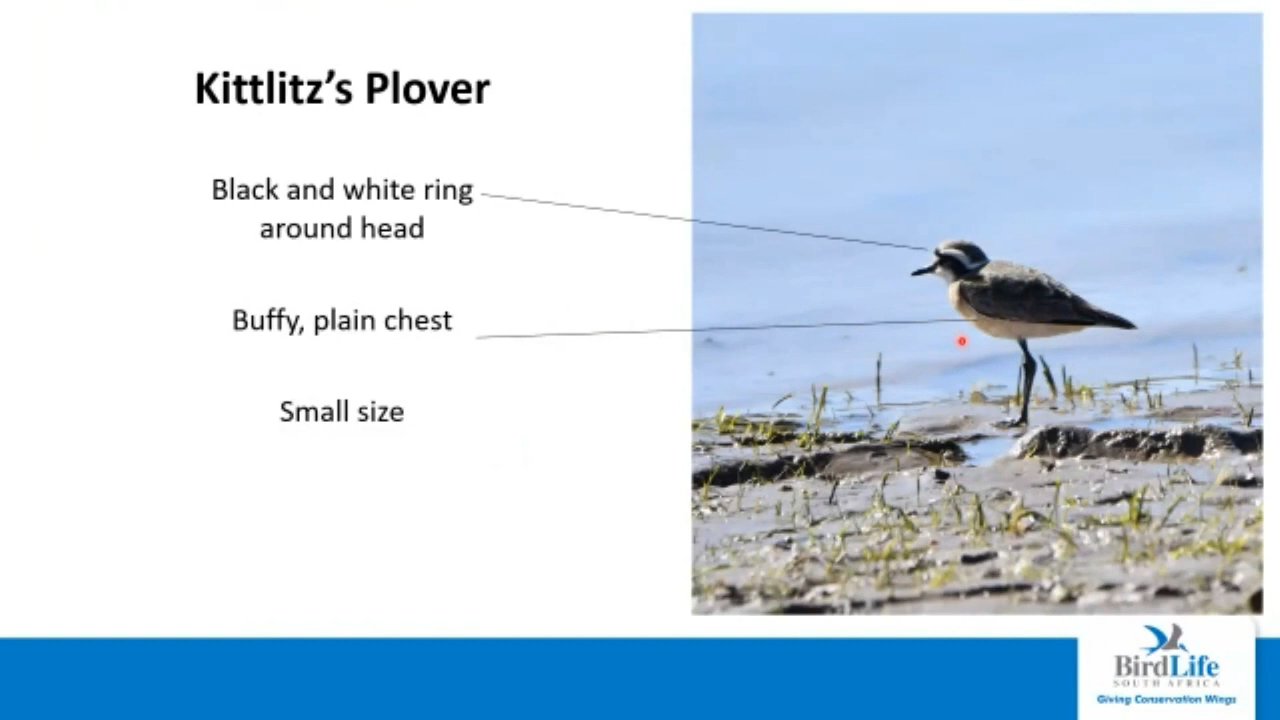 Kittlitz’s Plover
Black and white ring
around head
Buffy, plain chest
Small size
BirdLife
SOUTH AFRICA
Giving Conservation Wings